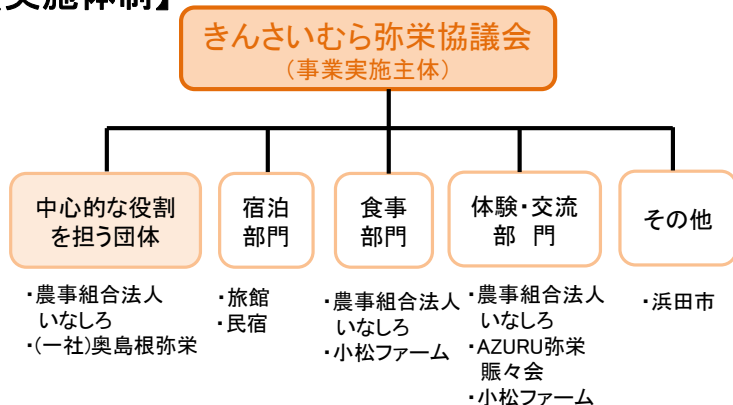 実施体制】
きんさいむら弥栄協議会
（事業実施主体）
中心的な役割
を担う団体
宿泊
部門
食事
部門
体験・交流
部　門
その他
・農事組合法人
いなしろ
・(一社)奥島根弥栄
・旅館
・民宿
・農事組合法人
いなしろ
・小松ファーム
・農事組合法人
いなしろ
・AZURU弥栄
賑々会
・小松ファーム
・浜田市